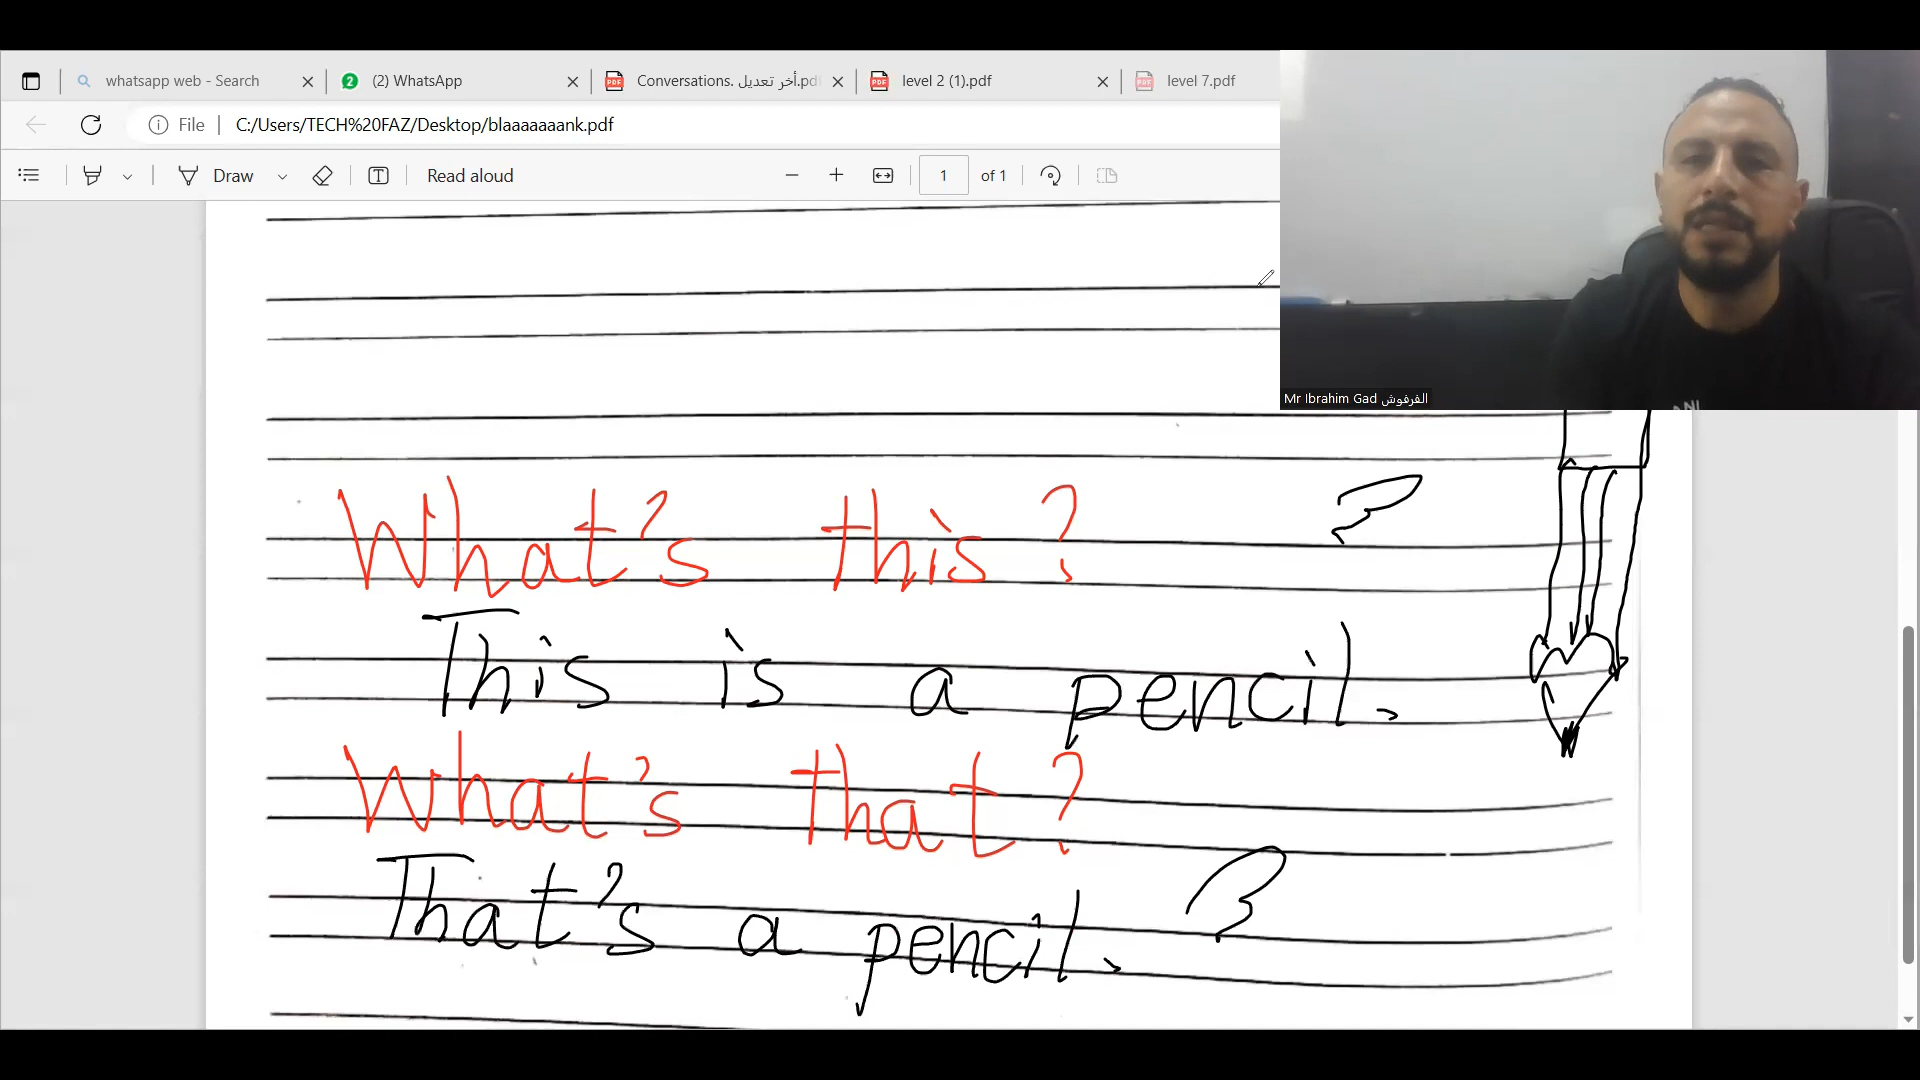 whatsapp web - Search
(2) WhatsApp
Conversations. أخر تعديل.pd
level 2 (1).pdf
level 7.pdf
File
C:/Users/TECH%20FAZ/Desktop/blaaaaaaank.pdf
Draw
Read aloud
1 of 1
Mr Ibrahim Gad القرفوش
What's this?
This is a pencil.
What's that?
That's a pencil.